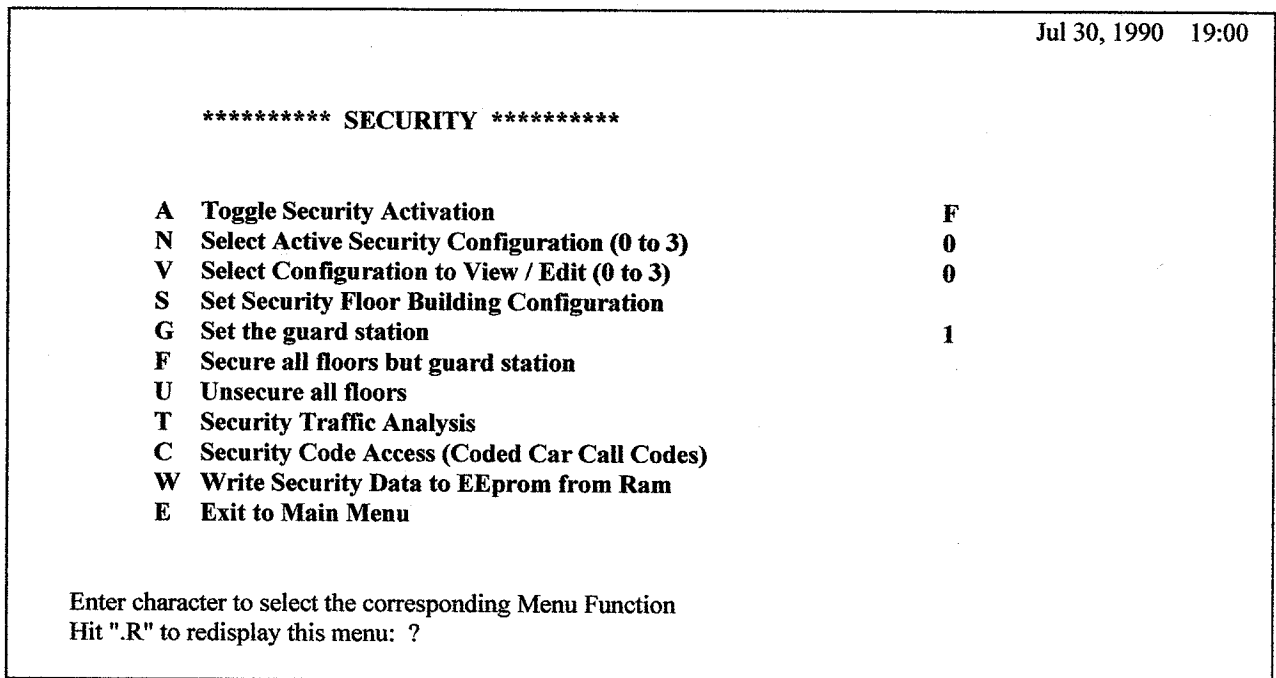 Jul 30, 1990 19:00
********** SECURITY **********
A Toggle Security Activation F
N Select Active Security Configuration (0 to 3) 0
V Select Configuration to View / Edit (0 to 3) 0
S Set Security Floor Building Configuration
G Set the guard station 1
F Secure all floors but guard station
U Unsecure all floors
T Security Traffic Analysis
C Security Code Access (Coded Car Call Codes)
W Write Security Data to EEprom from Ram
E Exit to Main Menu
Enter character to select the corresponding Menu Function
Hit ".R" to redisplay this menu: ?